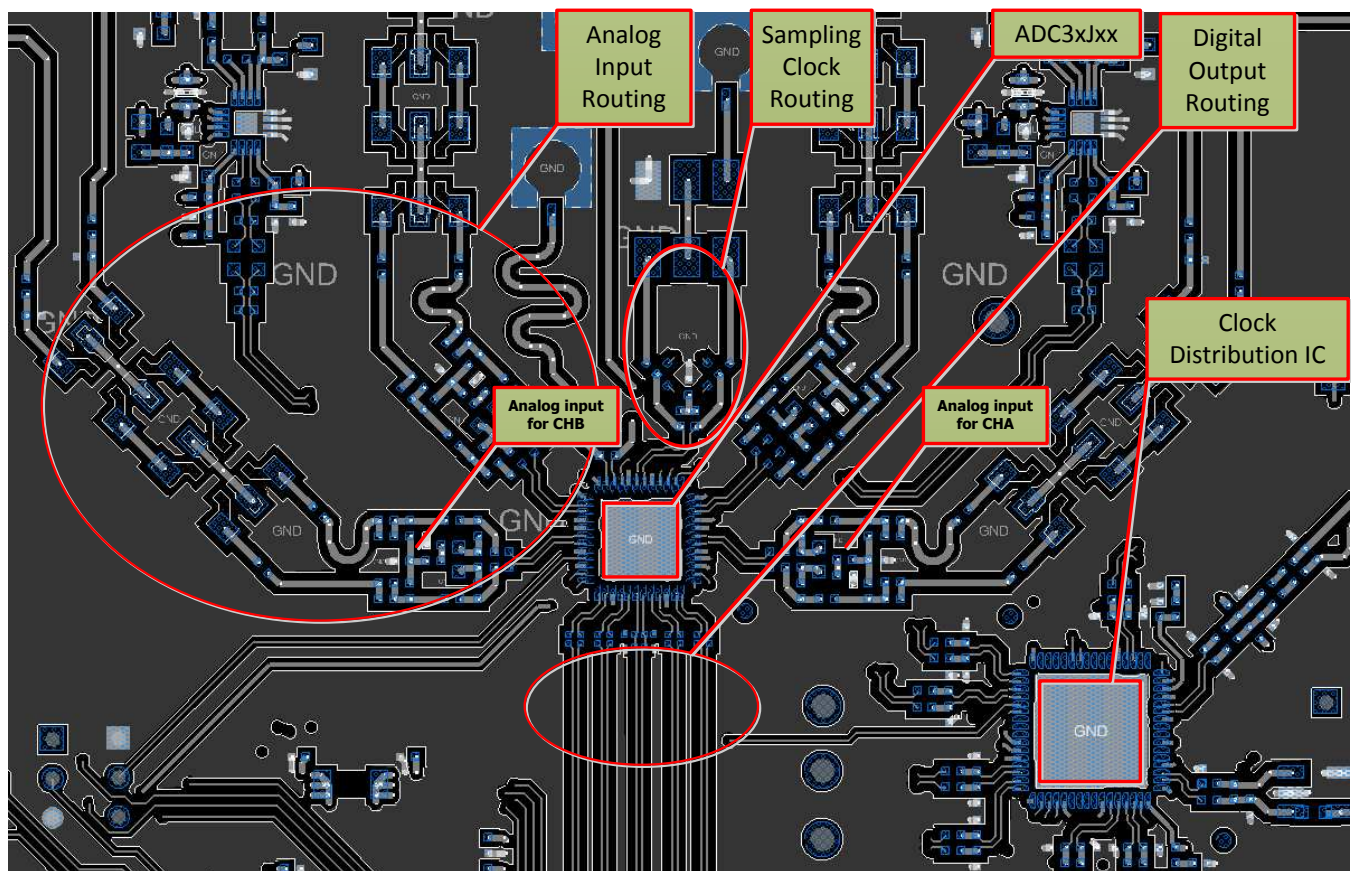 ND
Analog
Input
Routing
Sampling
Clock
Routing
ADC3xJxx
Digital
Output
Routing
GND
GND
GND
GND
GND
Clock
Distribution IC
Analog input
for CHB
Analog input
for CHA
GND
GND
GND
GND
GND